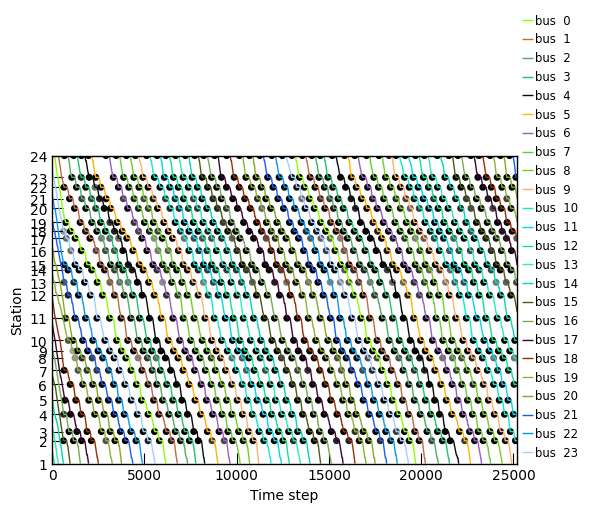 bus 0
bus 1
bus 2
bus 3
bus 4
bus 5
bus 6
bus 7
bus 8
bus 9
bus 10
bus 11
bus 12
bus 13
bus 14
bus 15
bus 16
bus 17
bus 18
bus 19
bus 20
bus 21
bus 22
bus 23
Station
24
23
22
21
20
19
18
17
16
15
14
13
12
11
10
9
8
7
6
5
4
3
2
1
0 5000 10000 15000 20000 25000
Time step